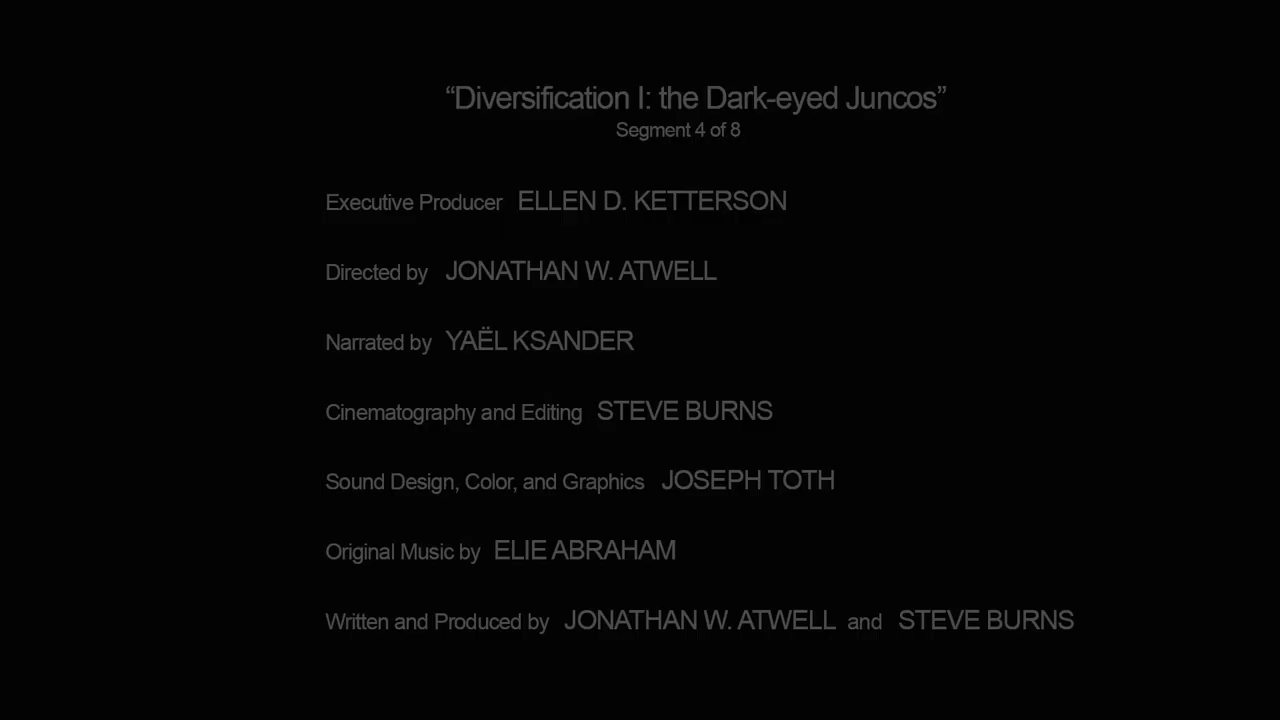 “Diversification I: the Dark-eyed Juncos”
Segment 4 of 8
Executive Producer ELLEN D. KETTERSON
Directed by JONATHAN W. ATWELL
Narrated by YAËL KSANDER
Cinematography and Editing STEVE BURNS
Sound Design, Color, and Graphics JOSEPH TOTH
Original Music by ELIE ABRAHAM
Written and Produced by JONATHAN W. ATWELL and STEVE BURNS